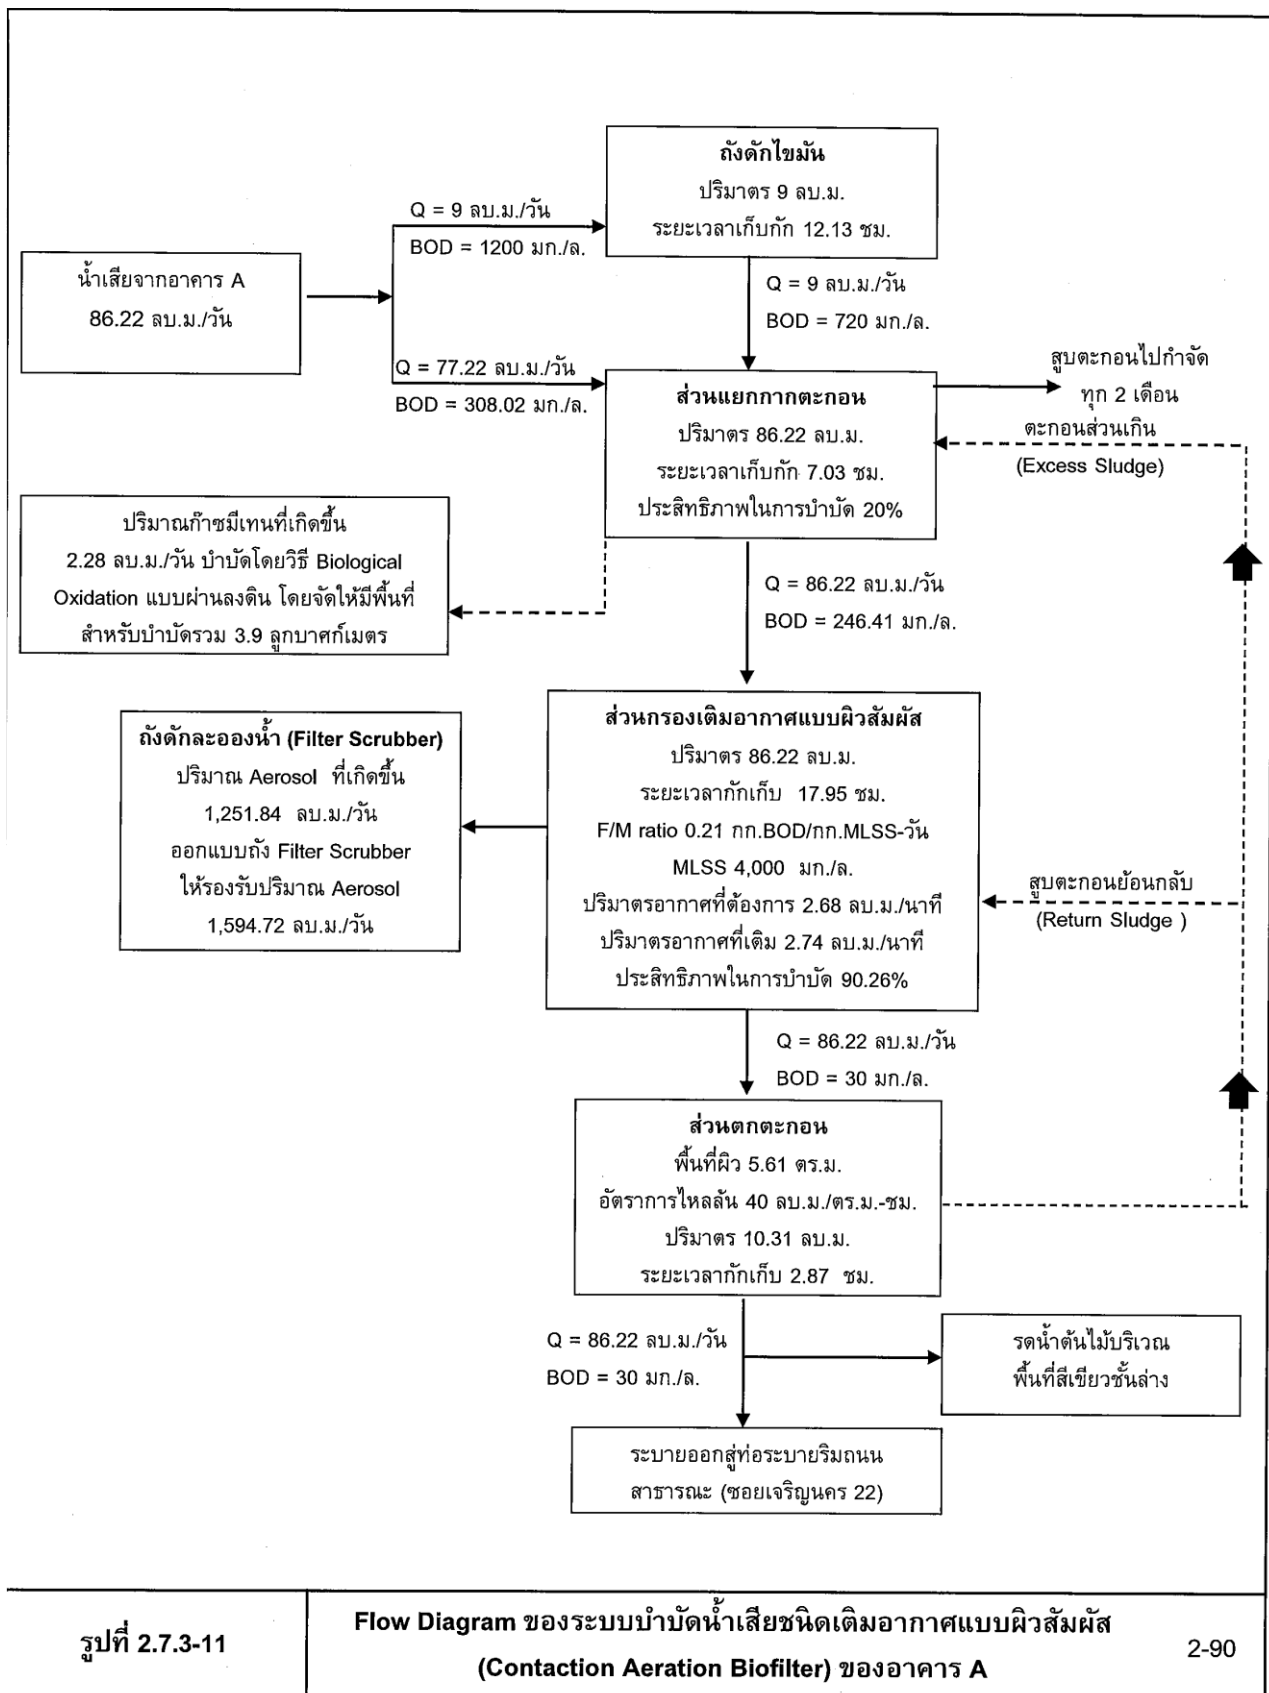 ถังดักไขมัน
ปริมาตร 9 ลบ.ม.
ระยะเวลาเก็บกัก 12.13 ชม.
Q = 9 ลบ.ม./วัน
BOD = 1200 มก./ล.
น้ำเสียจากอาคาร A
86.22 ลบ.ม./วัน
Q = 9 ลบ.ม./วัน
BOD = 720 มก./ล.
Q = 77.22 ลบ.ม./วัน
BOD = 308.02 มก./ล.
ส่วนแยกกากตะกอน
ปริมาตร 86.22 ลบ.ม.
ระยะเวลาเก็บกัก 7.03 ชม.
ประสิทธิภาพในการบำบัด 20%
สูบตะกอนไปกำจัด
ทุก 2 เดือน
ตะกอนส่วนเกิน
(Excess Sludge)
ปริมาณก๊าซมีเทนที่เกิดขึ้น
2.28 ลบ.ม./วัน บำบัดโดยวิธี Biological
Oxidation แบบผ่านลงดิน โดยจัดให้มีพื้นที่
สำหรับบำบัดรวม 3.9 ลูกบาศก์เมตร
Q = 86.22 ลบ.ม./วัน
BOD = 246.41 มก./ล.
ส่วนกรองเติมอากาศแบบผิวสัมผัส
ปริมาตร 86.22 ลบ.ม.
ระยะเวลากักเก็บ 17.95 ชม.
F/M ratio 0.21 กก.BOD/กก.MLSS-วัน
MLSS 4,000 มก./ล.
ปริมาตรอากาศที่ต้องการ 2.68 ลบ.ม./นาที
ปริมาตรอากาศที่เติม 2.74 ลบ.ม./นาที
ประสิทธิภาพในการบำบัด 90.26%
ถังดักละอองน้ำ (Filter Scrubber)
ปริมาณ Aerosol ที่เกิดขึ้น
1,251.84 ลบ.ม./วัน
ออกแบบถัง Filter Scrubber
ให้รองรับปริมาณ Aerosol
1,594.72 ลบ.ม./วัน
สูบตะกอนย้อนกลับ
(Return Sludge )
Q = 86.22 ลบ.ม./วัน
BOD = 30 มก./ล.
ส่วนตกตะกอน
พื้นที่ผิว 5.61 ตร.ม.
อัตราการไหลล้น 40 ลบ.ม./ตร.ม.-ชม.
ปริมาตร 10.31 ลบ.ม.
ระยะเวลากักเก็บ 2.87 ชม.
Q = 86.22 ลบ.ม./วัน
BOD = 30 มก./ล.
รดน้ำต้นไม้บริเวณ
พื้นที่สีเขียวชั้นล่าง
ระบายออกสู่ท่อระบายริมถนน
สาธารณะ (ซอยเจริญนคร 22)
รูปที่ 2.7.3-11
Flow Diagram ของระบบบำบัดน้ำเสียชนิดเติมอากาศแบบผิวสัมผัส
(Contaction Aeration Biofilter) ของอาคาร A
2-90